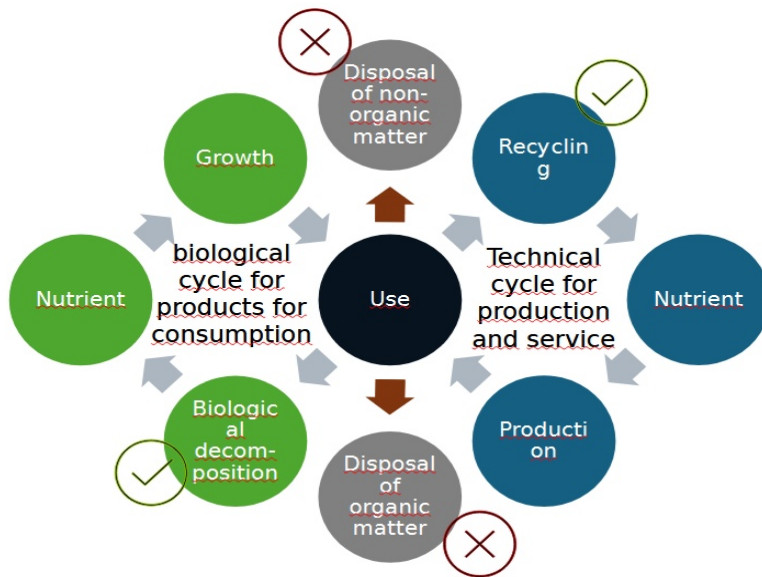 Disposal
of non-
organic
matter
Growth
Recyclin
g
biological
cycle for
products for
consumption
Technical
cycle for
production
and service
Nutrient
Use
Nutrient
Biologic
al
decom-
position
Producti
on
Disposal
of
organic
matter